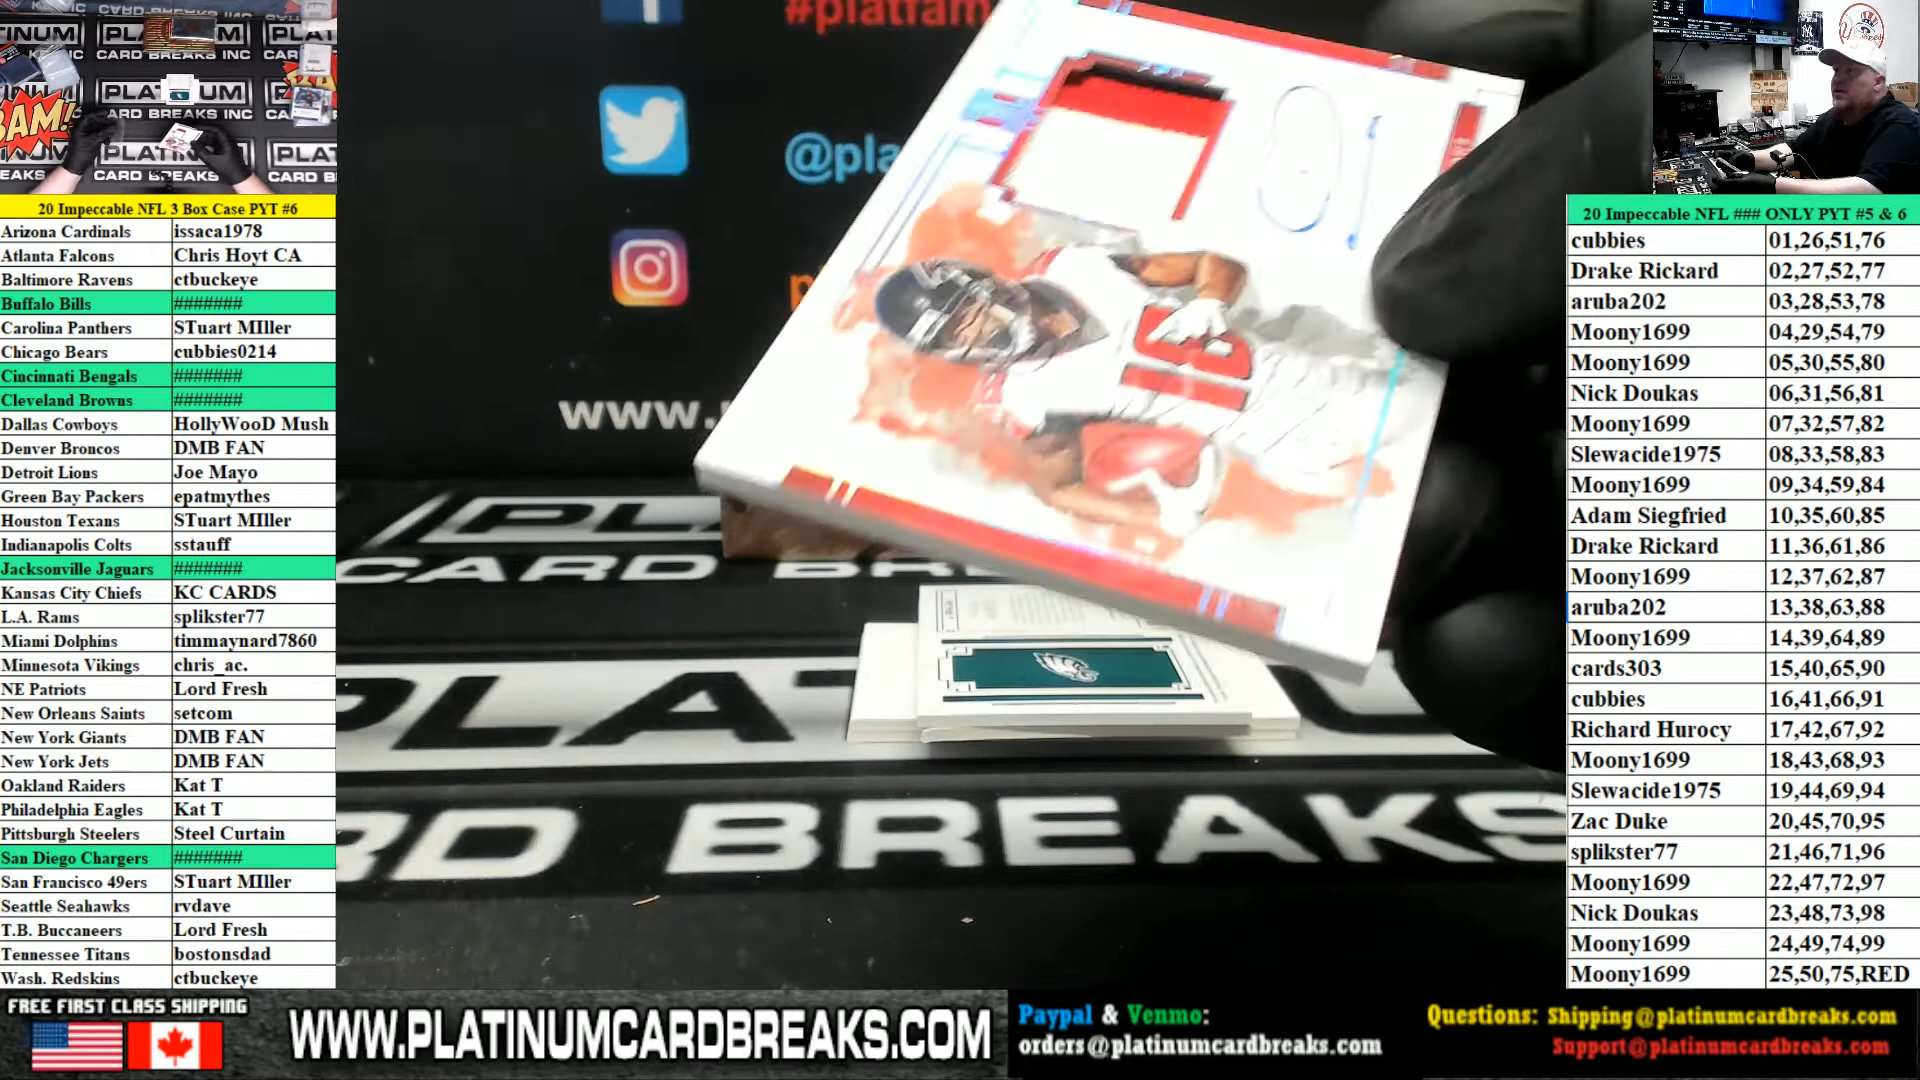 PLATINUM
CARD BREAKS INC
BAM!
#platfam
@pla
www.
CARD BREAKS
20 Impeccable NFL 3 Box Case PYT #6
Arizona Cardinals issaca1978
Atlanta Falcons Chris Hoyt CA
Baltimore Ravens ctbuckeye
Buffalo Bills #######
Carolina Panthers STuart MIller
Chicago Bears cubbies0214
Cincinnati Bengals #######
Cleveland Browns #######
Dallas Cowboys HollyWooD Mush
Denver Broncos DMB FAN
Detroit Lions Joe Mayo
Green Bay Packers epatmythes
Houston Texans STuart MIller
Indianapolis Colts sstauff
Jacksonville Jaguars #######
Kansas City Chiefs KC CARDS
L.A. Rams splikster77
Miami Dolphins timmaynard7860
Minnesota Vikings chris_ac.
NE Patriots Lord Fresh
New Orleans Saints setcom
New York Giants DMB FAN
New York Jets DMB FAN
Oakland Raiders Kat T
Philadelphia Eagles Kat T
Pittsburgh Steelers Steel Curtain
San Diego Chargers #######
San Francisco 49ers STuart MIller
Seattle Seahawks rvdave
T.B. Buccaneers Lord Fresh
Tennessee Titans bostonsdad
Wash. Redskins ctbuckeye
20 Impeccable NFL ### ONLY PYT #5 & 6
cubbies 01,26,51,76
Drake Rickard 02,27,52,77
aruba202 03,28,53,78
Moony1699 04,29,54,79
Moony1699 05,30,55,80
Nick Doukas 06,31,56,81
Moony1699 07,32,57,82
Slewacide1975 08,33,58,83
Moony1699 09,34,59,84
Adam Siegfried 10,35,60,85
Drake Rickard 11,36,61,86
Moony1699 12,37,62,87
aruba202 13,38,63,88
Moony1699 14,39,64,89
cards303 15,40,65,90
cubbies 16,41,66,91
Richard Hurocy 17,42,67,92
Moony1699 18,43,68,93
Slewacide1975 19,44,69,94
Zac Duke 20,45,70,95
splikster77 21,46,71,96
Moony1699 22,47,72,97
Nick Doukas 23,48,73,98
Moony1699 24,49,74,99
Moony1699 25,50,75,RED
FREE FIRST CLASS SHIPPING
WWW.PLATINUMCARDBREAKS.COM
Paypal & Venmo:
orders@platinumcardbreaks.com
Questions: Shipping@platinumcardbreaks.com
Support@platinumcardbreaks.com